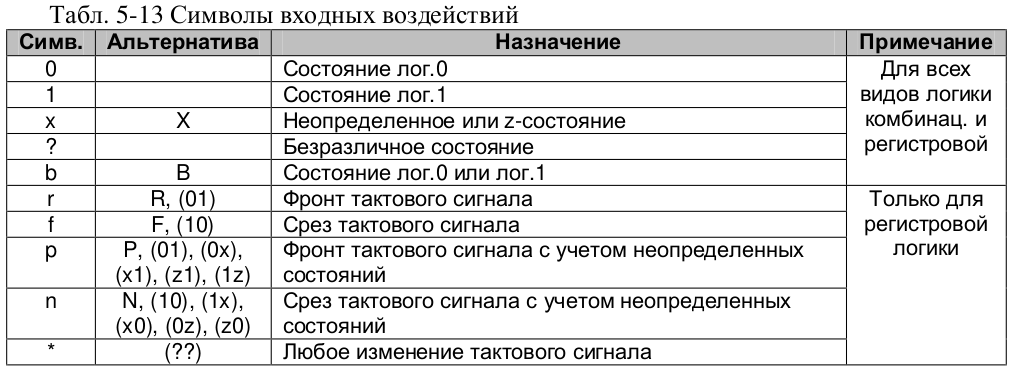 Табл. 5-13 Символы входных воздействий
Симв. Альтернатива Назначение Примечание
0 Состояние лог.0 Для всех
1 Состояние лог.1 видов логики
x X Неопределенное или z-состояние комбинац. и
? Безразличное состояние регистровой
b B Состояние лог.0 или лог.1
r R, (01) Фронт тактового сигнала Только для
f F, (10) Срез тактового сигнала регистровой
p P, (01), (0x), Фронт тактового сигнала с учетом неопределенных логики
(x1), (z1), (1z) состояний
n N, (10), (1x), Срез тактового сигнала с учетом неопределенных
(x0), (0z), (z0) состояний
* (??) Любое изменение тактового сигнала